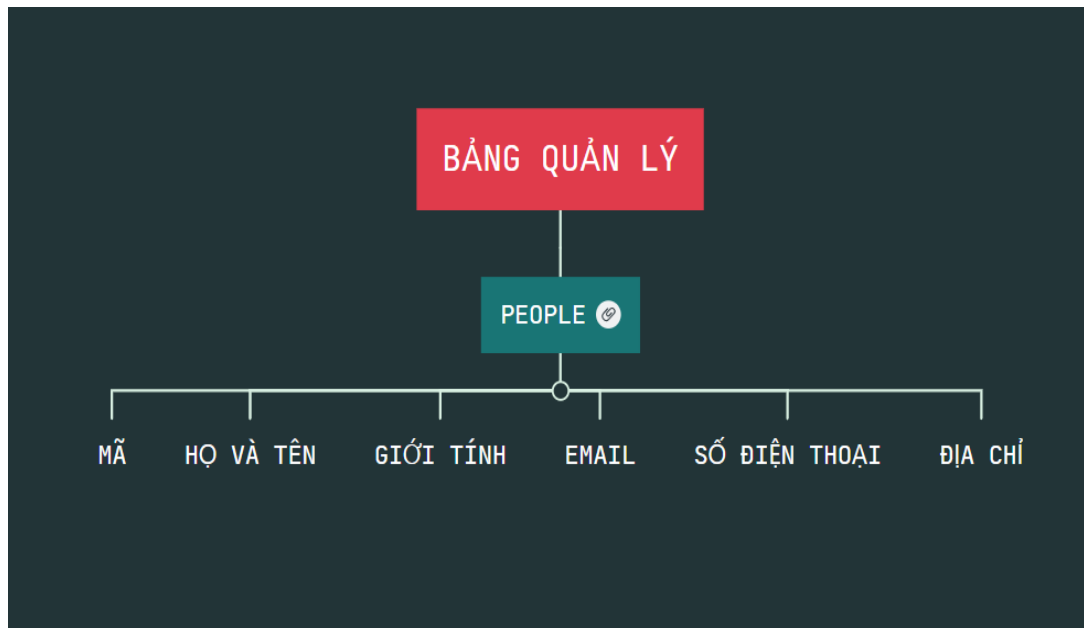 BẢNG QUẢN LÝ
PEOPLE
MÃ HỌ VÀ TÊN GIỚI TÍNH EMAIL SỐ ĐIỆN THOẠI ĐỊA CHỈ